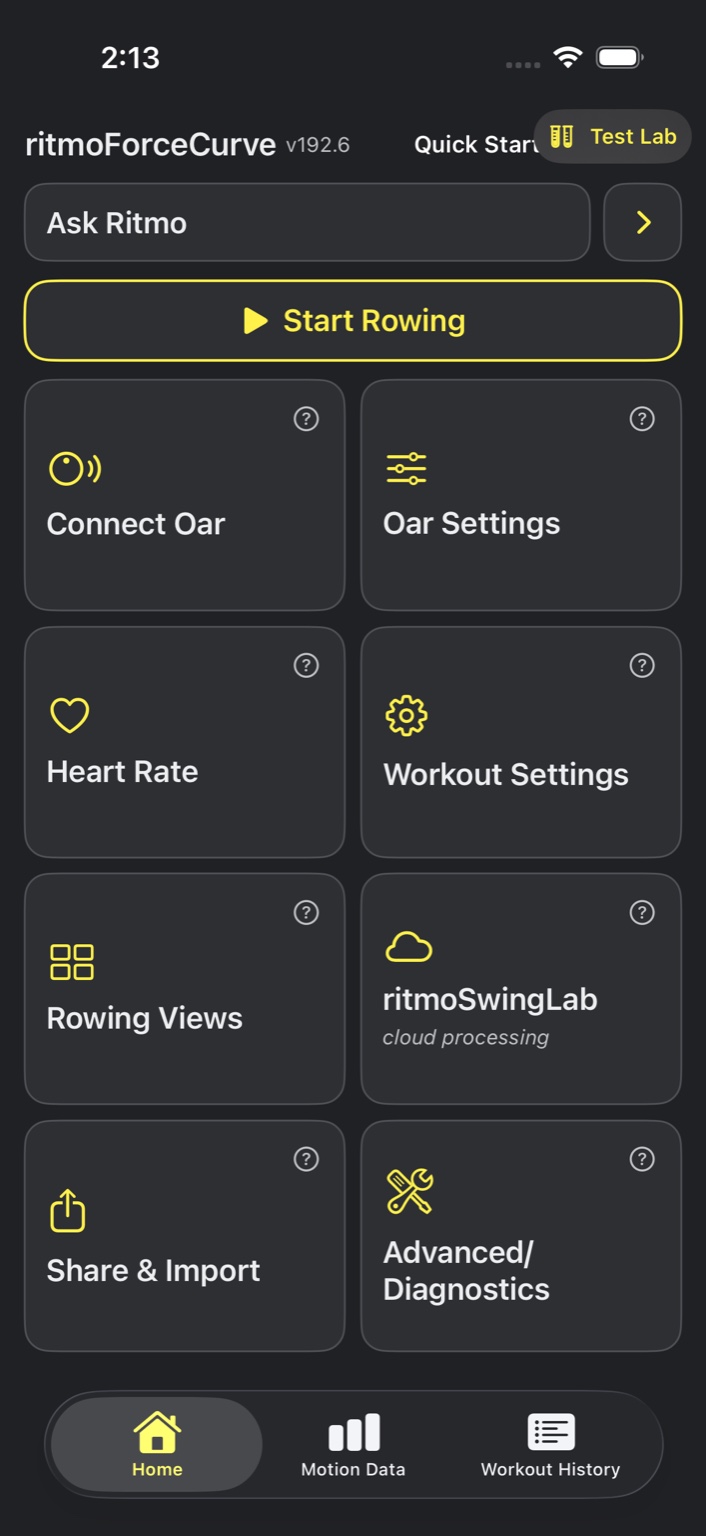 2:13
ritmoForceCurve v192.6
Quick Start
Test Lab
Ask Ritmo
Start Rowing
?
?
Connect Oar
Oar Settings
?
?
Heart Rate
Workout Settings
?
?
Rowing Views
ritmoSwingLab
cloud processing
?
?
Share & Import
Advanced/
Diagnostics
Home
Motion Data
Workout History